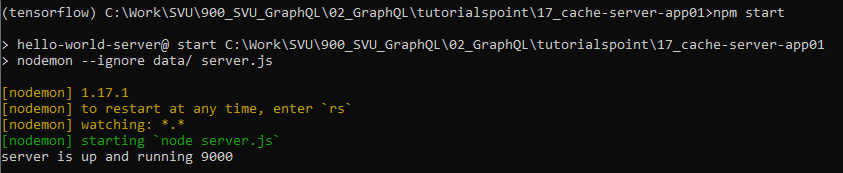 (tensorflow) C:\Work\SVU\900_SVU_GraphQL\02_GraphQL\tutorialspoint\17_cache-server-app01>npm start
> hello-world-server@ start C:\Work\SVU\900_SVU_GraphQL\02_GraphQL\tutorialspoint\17_cache-server-app01
> nodemon --ignore data/ server.js
[nodemon] 1.17.1
[nodemon] to restart at any time, enter `rs`
[nodemon] watching: *.*
[nodemon] starting `node server.js`
server is up and running 9000